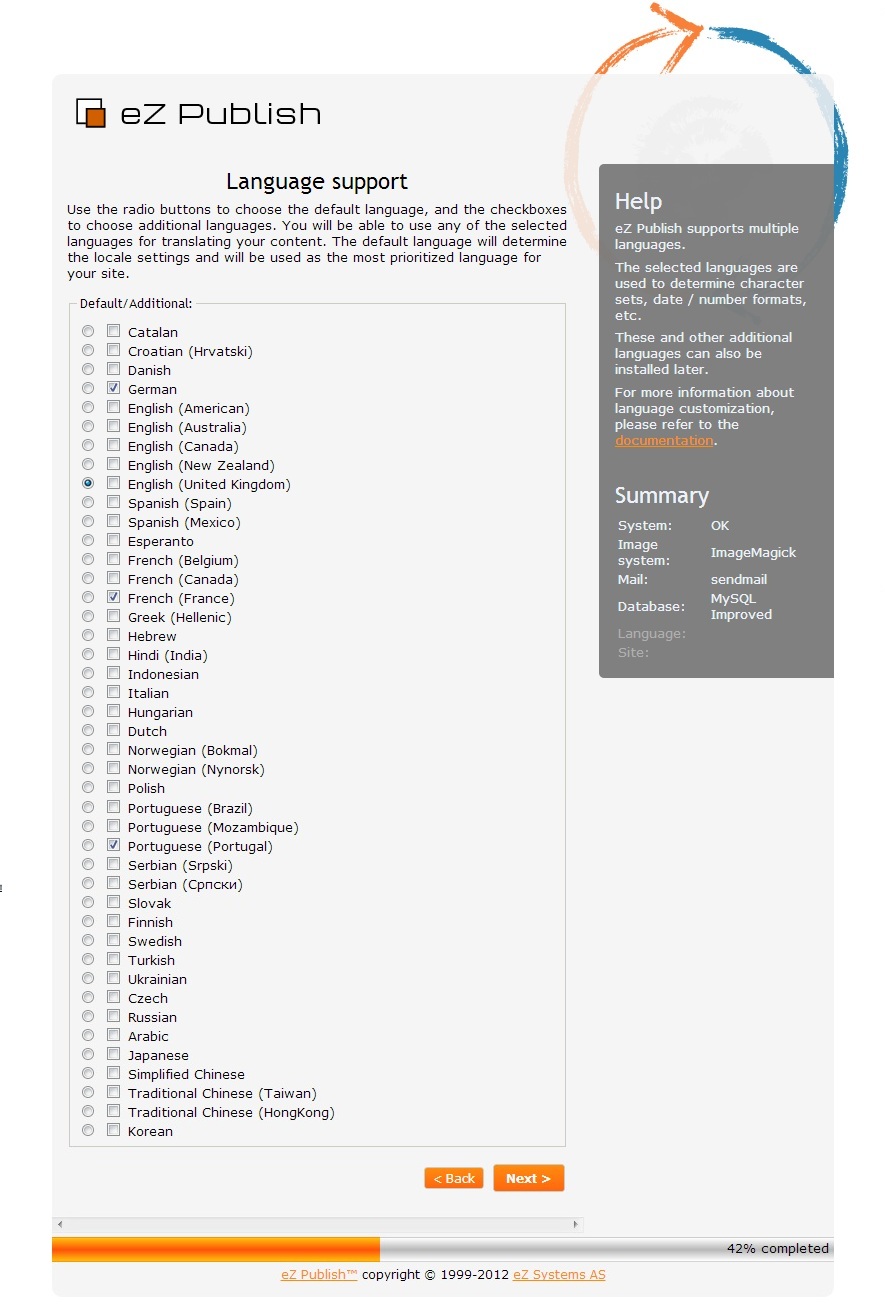 eZ Publish
Language support
Use the radio buttons to choose the default language, and the checkboxes
to choose additional languages. You will be able to use any of the selected
languages for translating your content. The default language will determine
the locale settings and will be used as the most prioritized language for
your site.
Default/Additional:
Catalan
Croatian (Hrvatski)
Danish
German
English (American)
English (Australia)
English (Canada)
English (New Zealand)
English (United Kingdom)
Spanish (Spain)
Spanish (Mexico)
Esperanto
French (Belgium)
French (Canada)
French (France)
Greek (Hellenic)
Hebrew
Hindi (India)
Indonesian
Italian
Hungarian
Dutch
Norwegian (Bokmal)
Norwegian (Nynorsk)
Polish
Portuguese (Brazil)
Portuguese (Mozambique)
Portuguese (Portugal)
Serbian (Srpski)
Serbian (Српски)
Slovak
Finnish
Swedish
Turkish
Ukrainian
Czech
Russian
Arabic
Japanese
Simplified Chinese
Traditional Chinese (Taiwan)
Traditional Chinese (HongKong)
Korean
< Back Next >
Help
eZ Publish supports multiple
languages.
The selected languages are
used to determine character
sets, date / number formats,
etc.
These and other additional
languages can also be
installed later.
For more information about
language customization,
please refer to the
documentation.
Summary
System: OK
Image
system: ImageMagick
Mail: sendmail
Database: MySQL
Improved
Language:
Site:
42% completed
eZ Publish™ copyright © 1999-2012 eZ Systems AS